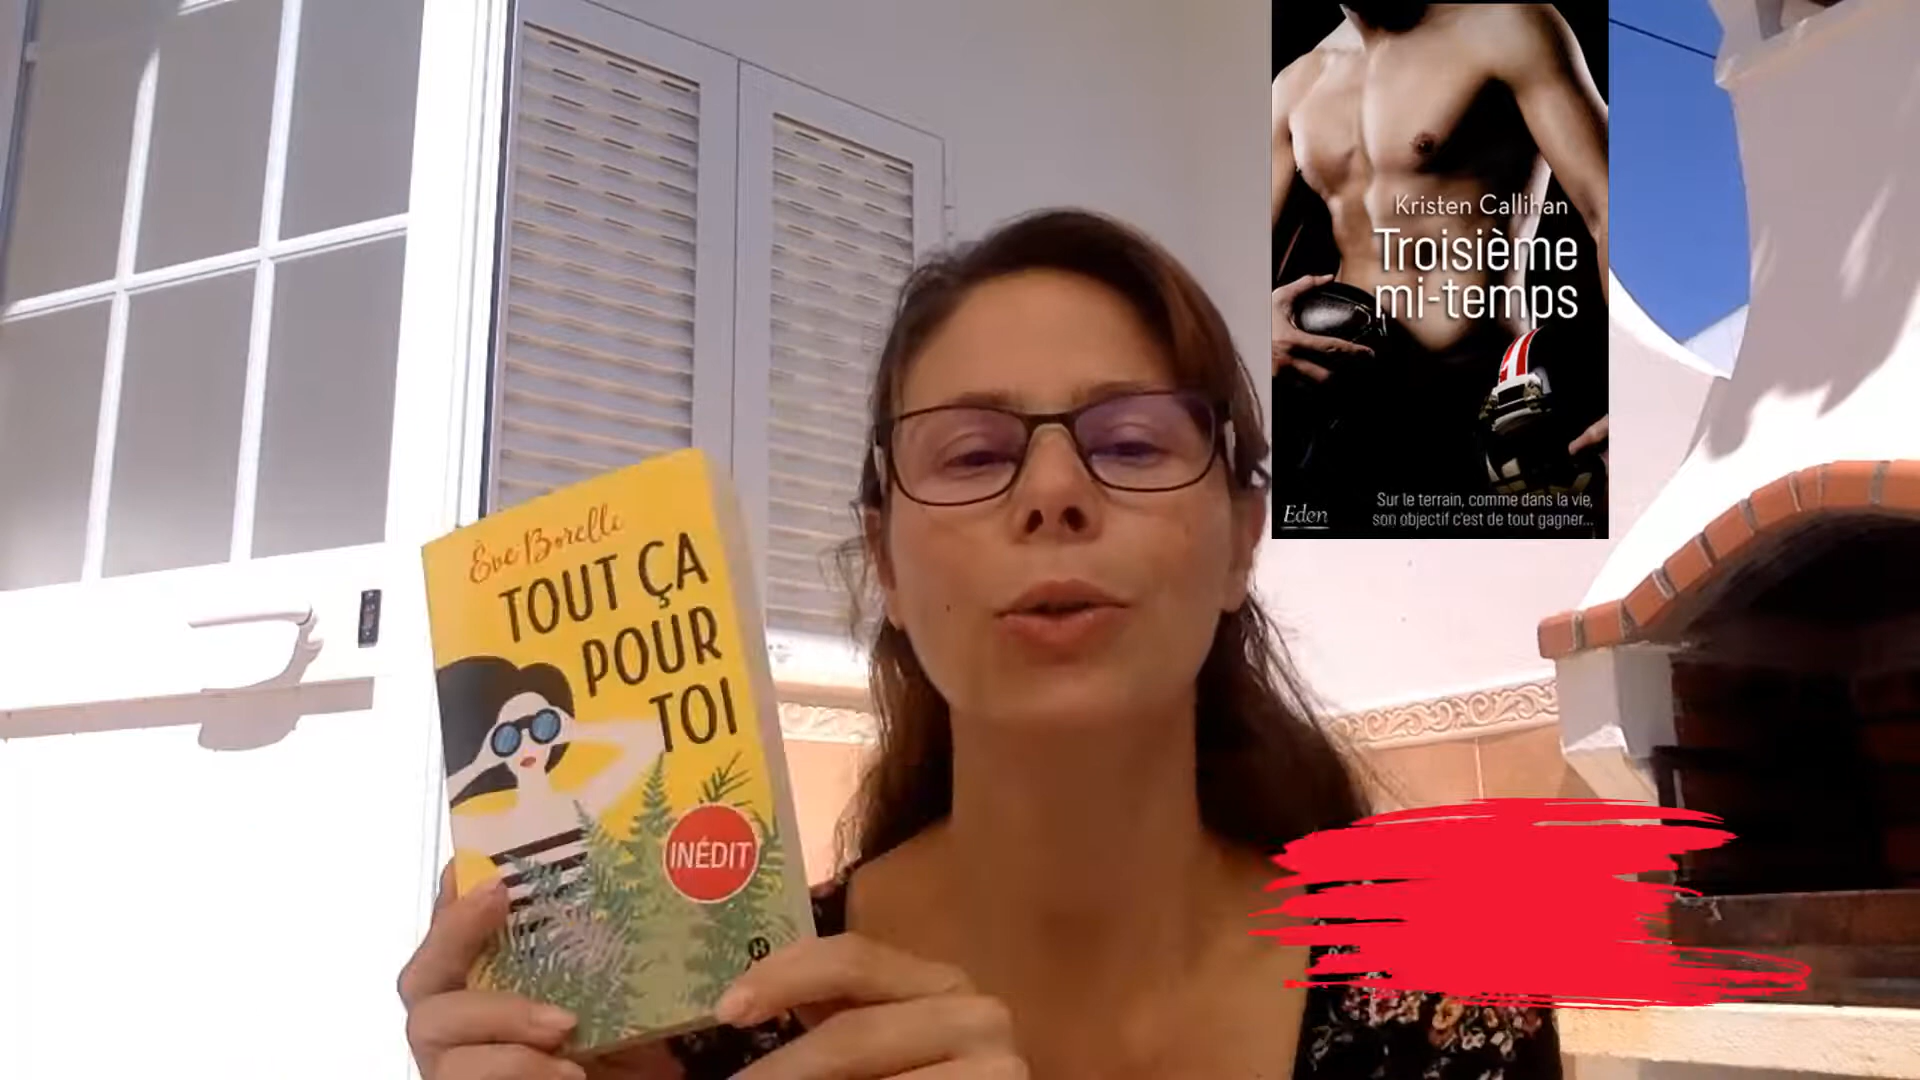 Ève Borelli
TOUT ÇA
POUR
TOI
INÉDIT
H
Kristen Callihan
Troisième
mi-temps
Eden
Sur le terrain, comme dans la vie,
son objectif c'est de tout gagner...